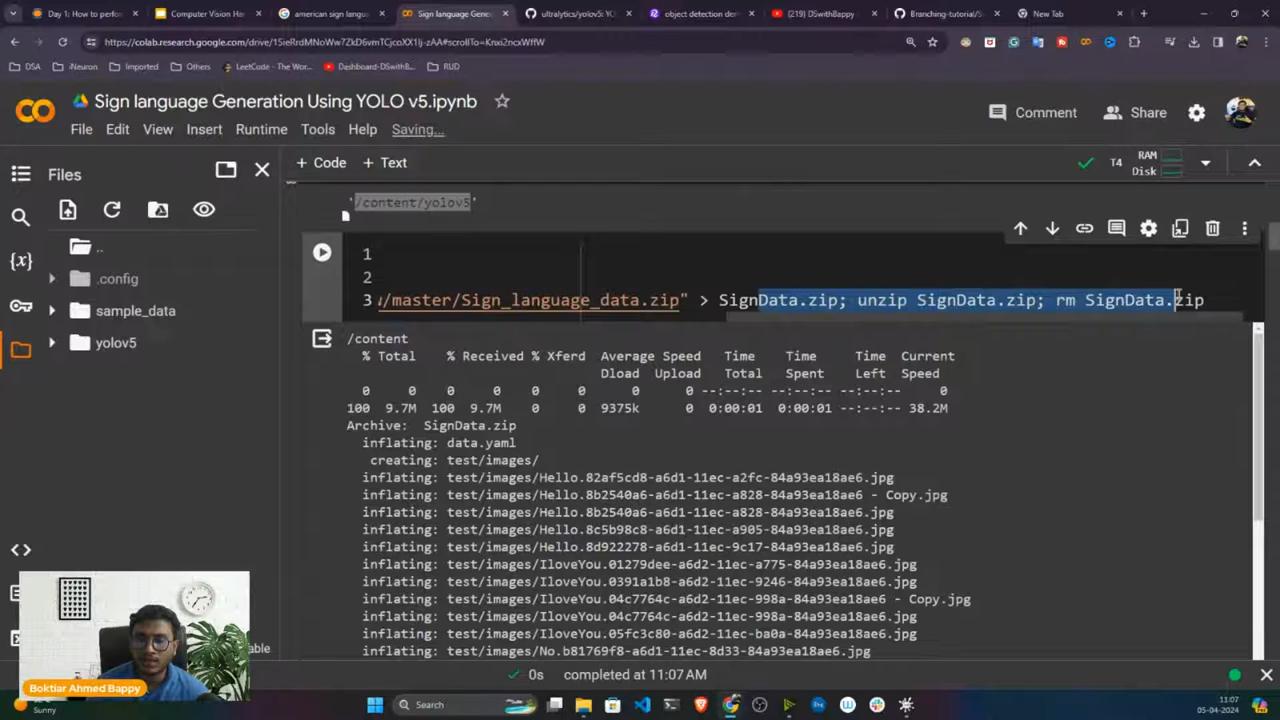 Day 1: How to perform
Computer Vision Han
american sign langu
Sign language Gener
ultralytics/yolov5:
object detection dem
(219) DSwithBappy
Branching-tutorial/S
New Tab
https://colab.research.google.com/drive/
DSA
iNeuron
Imported
Others
LeetCode - The Wor...
Dashboard-DSwithB...
RUD
Sign language Generation Using YOLO v5.ipynb
File Edit View Insert Runtime Tools Help Saving...
Comment
Share
Files
+ Code + Text
T4
RAM
Disk
'/content/yolov5'
..
.config
sample_data
yolov5
1
2
3 /master/Sign_language_data.zip" > SignData.zip; unzip SignData.zip; rm SignData.zip
/content
% Total % Received % Xferd Average Speed Time Time Time Current
Dload Upload Total Spent Left Speed
0 0 0 0 0 0 0 0 --:--:-- --:--:-- --:--:-- 0
100 9.7M 100 9.7M 0 0 9375k 0 0:00:01 0:00:01 --:--:-- 38.2M
Archive: SignData.zip
inflating: data.yaml
creating: test/images/
inflating: test/images/Hello.82af5cd8-a6d1-11ec-a2fc-84a93ea18ae6.jpg
inflating: test/images/Hello.8b2540a6-a6d1-11ec-a828-84a93ea18ae6 - Copy.jpg
inflating: test/images/Hello.8b2540a6-a6d1-11ec-a828-84a93ea18ae6.jpg
inflating: test/images/Hello.8c5b98c8-a6d1-11ec-a905-84a93ea18ae6.jpg
inflating: test/images/Hello.8d922278-a6d1-11ec-9c17-84a93ea18ae6.jpg
inflating: test/images/IloveYou.01279dee-a6d2-11ec-a775-84a93ea18ae6.jpg
inflating: test/images/IloveYou.0391a1b8-a6d2-11ec-9246-84a93ea18ae6.jpg
inflating: test/images/IloveYou.04c7764c-a6d2-11ec-998a-84a93ea18ae6 - Copy.jpg
inflating: test/images/IloveYou.04c7764c-a6d2-11ec-998a-84a93ea18ae6.jpg
inflating: test/images/IloveYou.05fc3c80-a6d2-11ec-ba0a-84a93ea18ae6.jpg
inflating: test/images/No.b81769f8-a6d1-11ec-8d33-84a93ea18ae6.jpg
0s completed at 11:07AM
Boktiar Ahmed Bappy
Sunny
Search
11:07
05-04-2024